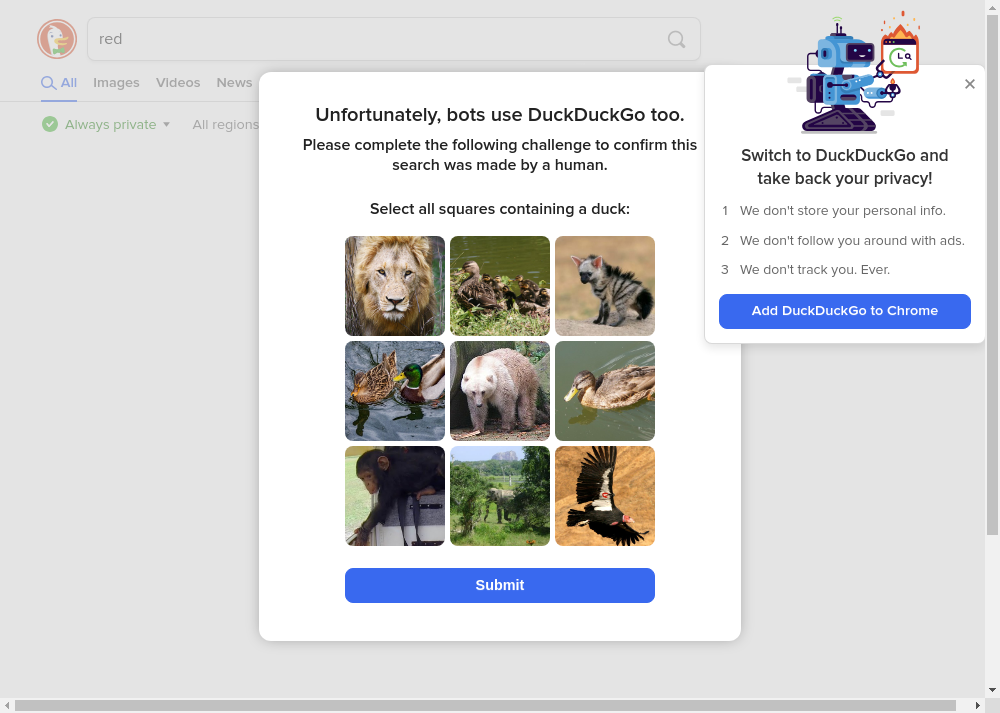 red
All Images Videos News
Always private All regions
Unfortunately, bots use DuckDuckGo too.
Please complete the following challenge to confirm this
search was made by a human.
Select all squares containing a duck:
Submit
Switch to DuckDuckGo and
take back your privacy!
1 We don't store your personal info.
2 We don't follow you around with ads.
3 We don't track you. Ever.
Add DuckDuckGo to Chrome